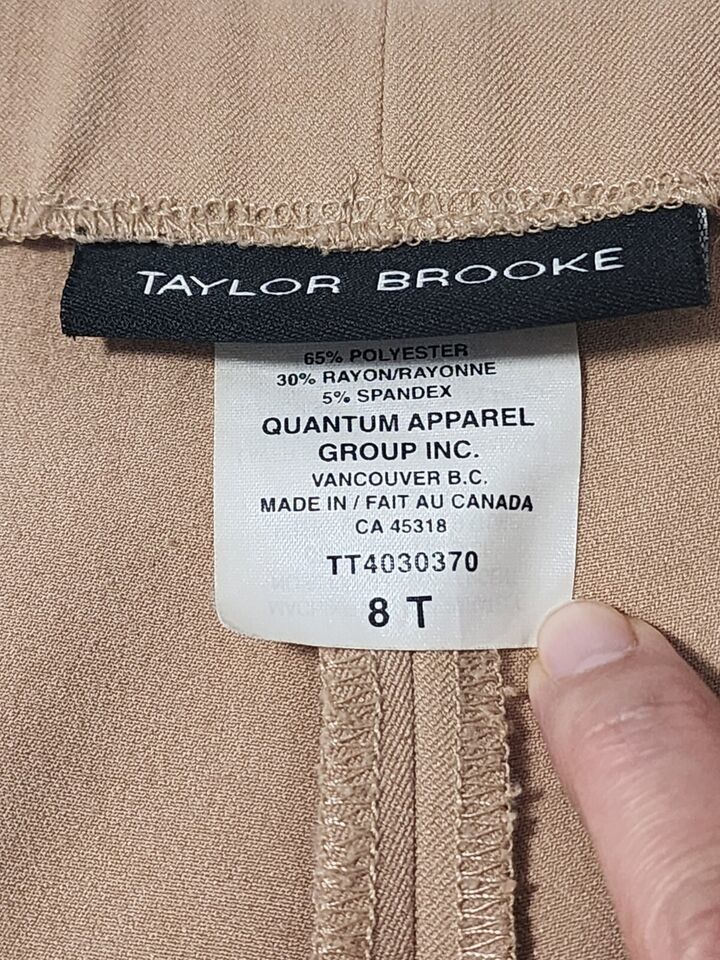 TAYLOR BROOKE
65% POLYESTER
30% RAYON/RAYONNE
5% SPANDEX
QUANTUM APPAREL
GROUP INC.
VANCOUVER B.C.
MADE IN / FAIT AU CANADA
CA 45318
TT4030370
8 T